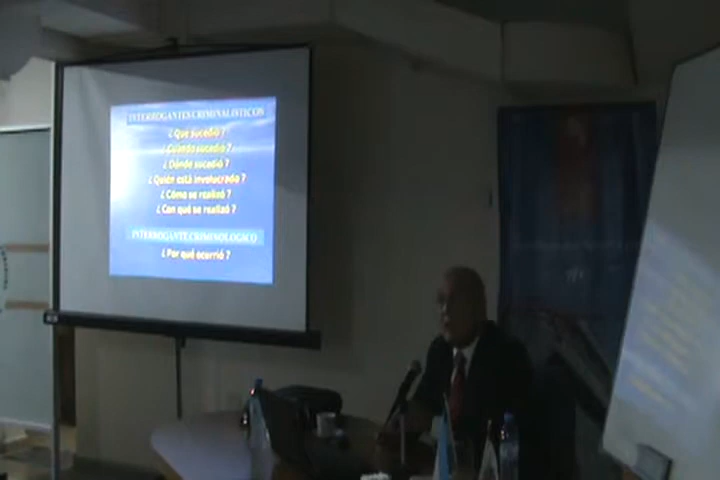 INTERROGANTES CRIMINALISTICOS
¿ Que sucedió ?
¿ Cuándo sucedió ?
¿ Dónde sucedió ?
¿ Quién está involucrado ?
¿ Cómo se realizó ?
¿ Con qué se realizó ?
INTERROGANTE CRIMINOLOGICO
¿ Por qué ocurrió ?